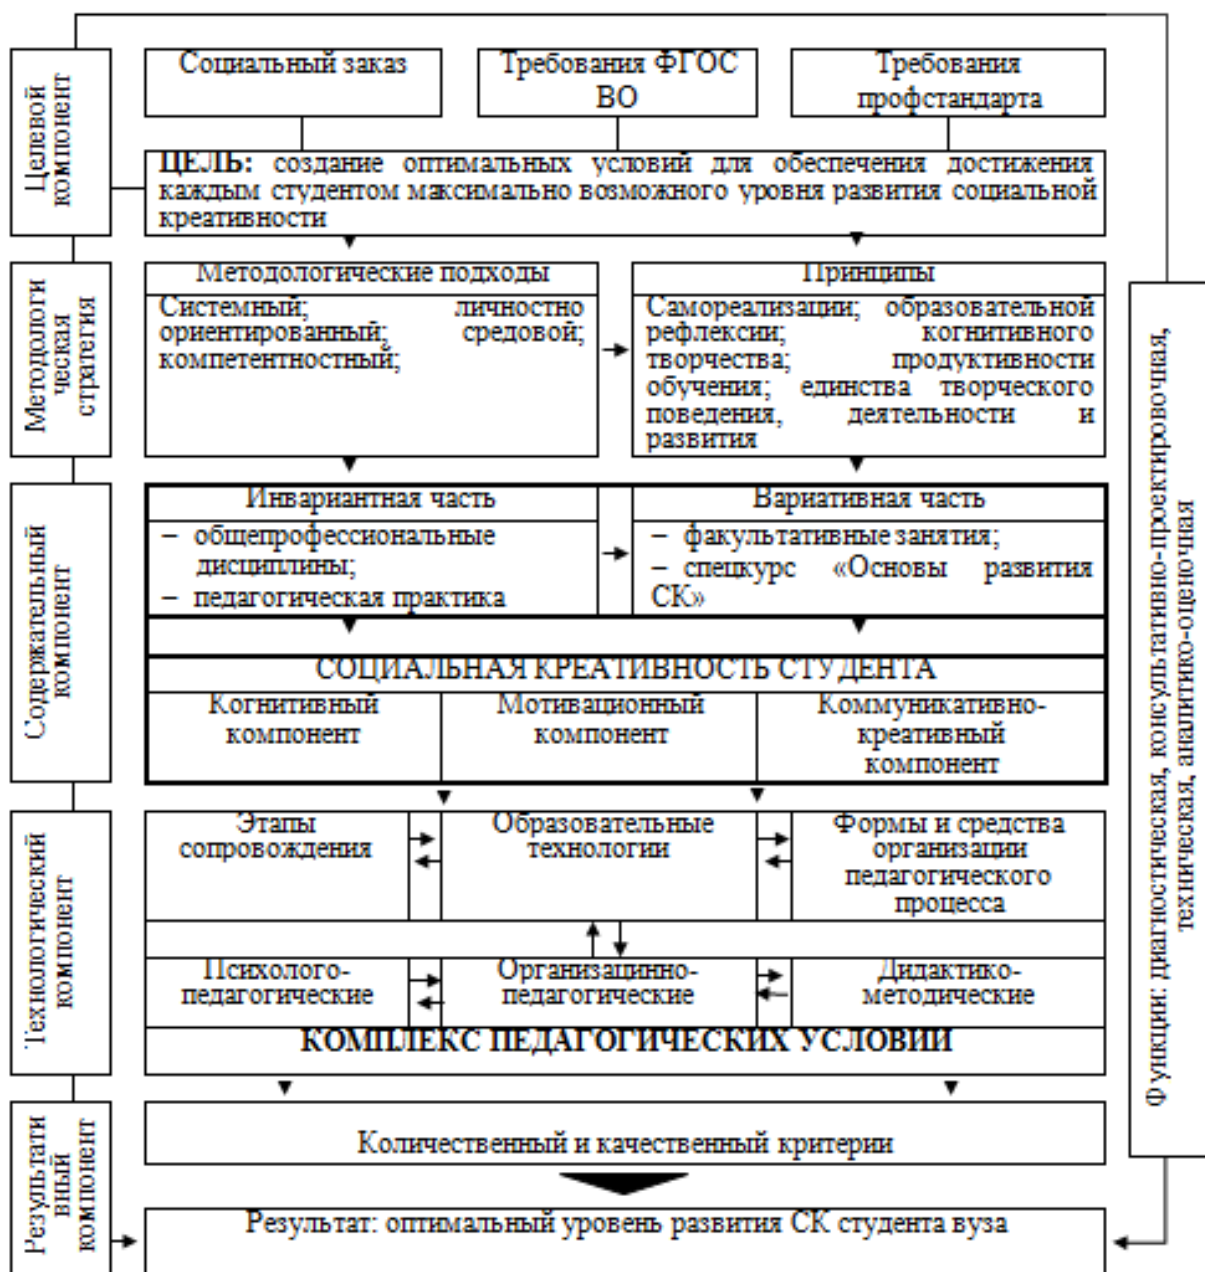 Целевой
компонент
Социальный заказ
Требования ФГОС
ВО
Требования
профстандарта
ЦЕЛЬ: создание оптимальных условий для обеспечения достижения
каждым студентом максимально возможного уровня развития социальной
креативности
Методологи
ческая
стратегия
Методологические подходы
Системный; личностно
ориентированный; средовой;
компетентностный;
Принципы
Самореализации; образовательной
рефлексии; когнитивного
творчества; продуктивности
обучения; единства творческого
поведения, деятельности и
развития
Содержательный
компонент
Инвариантная часть
– общепрофессиональные
дисциплины;
– педагогическая практика
Вариативная часть
– факультативные занятия;
– спецкурс «Основы развития
СК»
СОЦИАЛЬНАЯ КРЕАТИВНОСТЬ СТУДЕНТА
Когнитивный
компонент
Мотивационный
компонент
Коммуникативно-
креативный
компонент
Технологический
компонент
Этапы
сопровождения
Образовательные
технологии
Формы и средства
организации
педагогического
процесса
Психолого-
педагогические
Организацинно-
педагогические
Дидактико-
методические
КОМПЛЕКС ПЕДАГОГИЧЕСКИХ УСЛОВИИ
Результати
вный
компонент
Количественный и качественный критерии
Результат: оптимальный уровень развития СК студента вуза
Функции: диагностическая, консультативно-проектировочная,
техническая, аналитико-оценочная